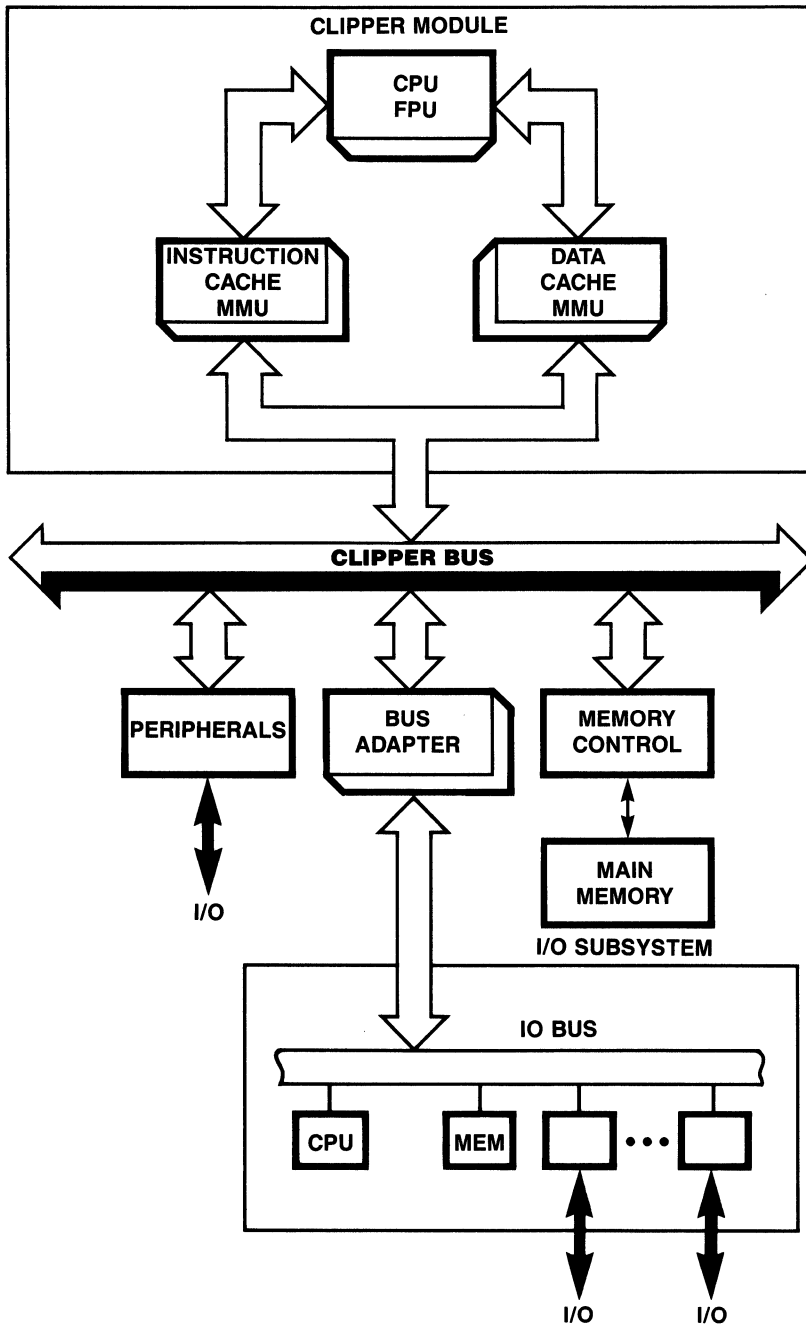 CLIPPER MODULE
CPU
FPU
INSTRUCTION
CACHE
MMU
DATA
CACHE
MMU
CLIPPER BUS
PERIPHERALS
BUS
ADAPTER
MEMORY
CONTROL
I/O
MAIN
MEMORY
I/O SUBSYSTEM
IO BUS
CPU
MEM
I/O
I/O